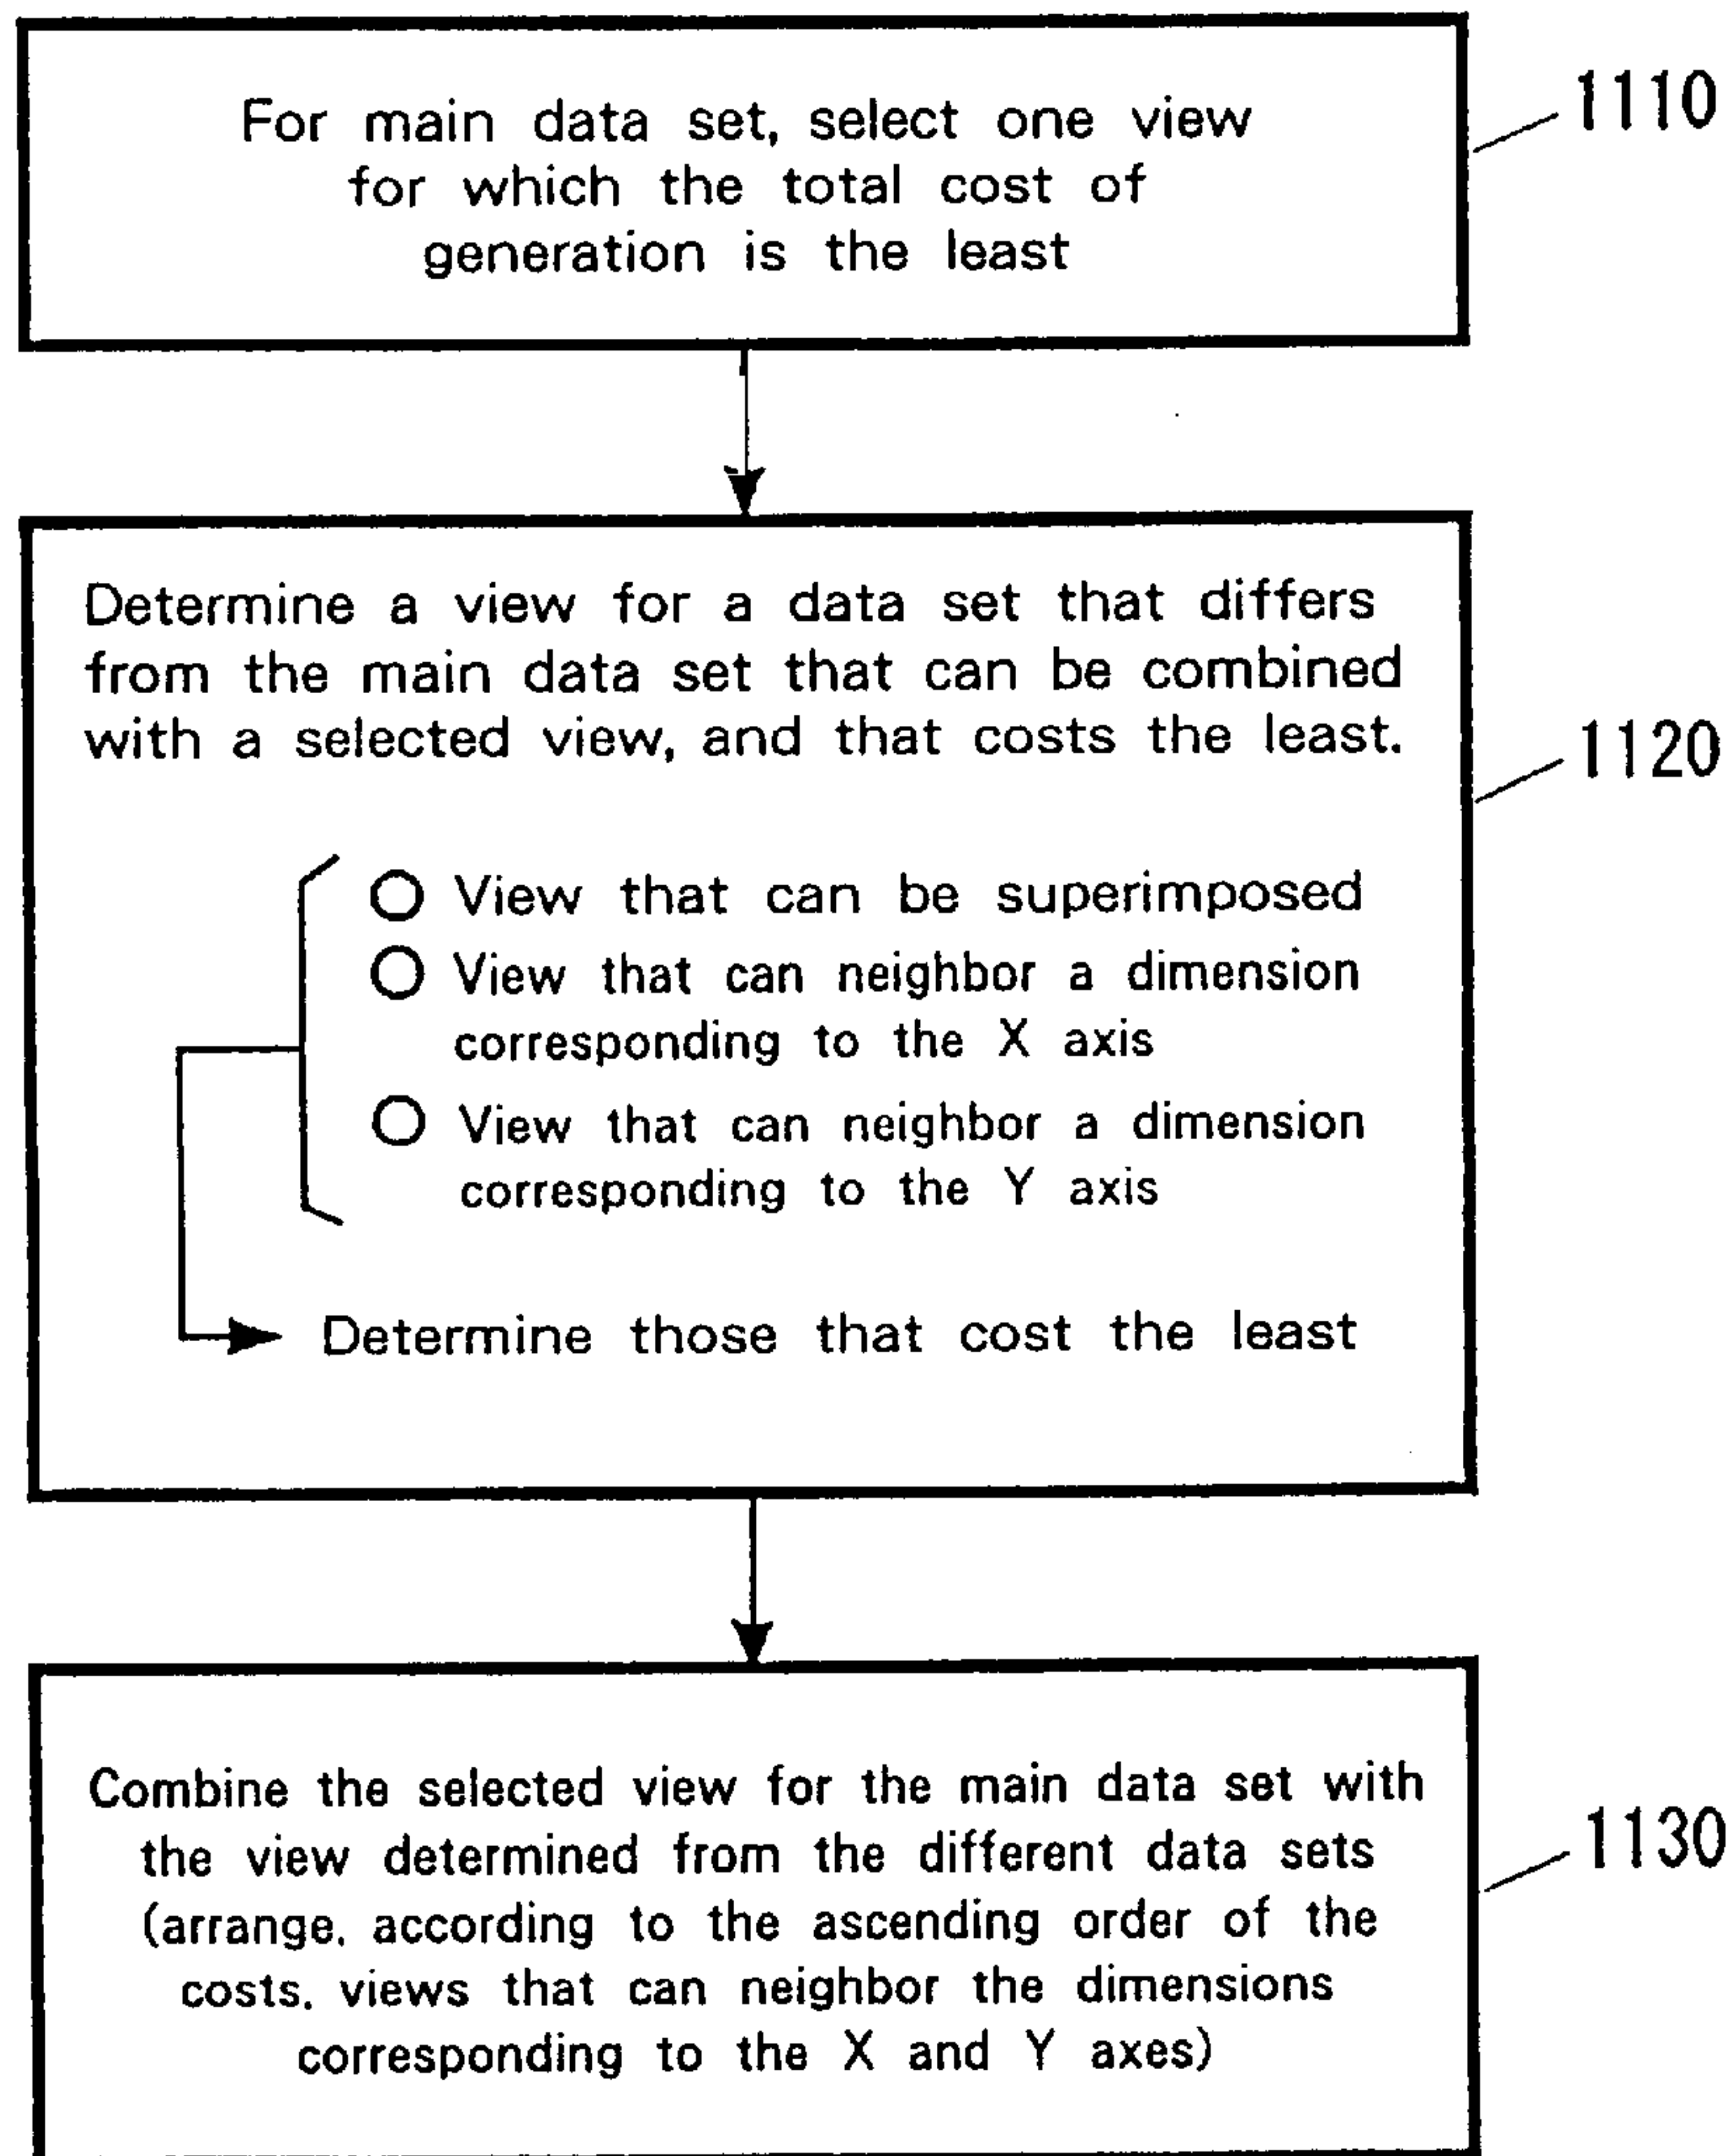 For main data set, select one view
for which the total cost of
generation is the least
1110
Determine a view for a data set that differs
from the main data set that can be combined
with a selected view, and that costs the least.
1120
View that can be superimposed
View that can neighbor a dimension
corresponding to the X axis
View that can neighbor a dimension
corresponding to the Y axis
Determine those that cost the least
Combine the selected view for the main data set with
the view determined from the different data sets
(arrange. according to the ascending order of the
costs. views that can neighbor the dimensions
corresponding to the X and Y axes)
1130